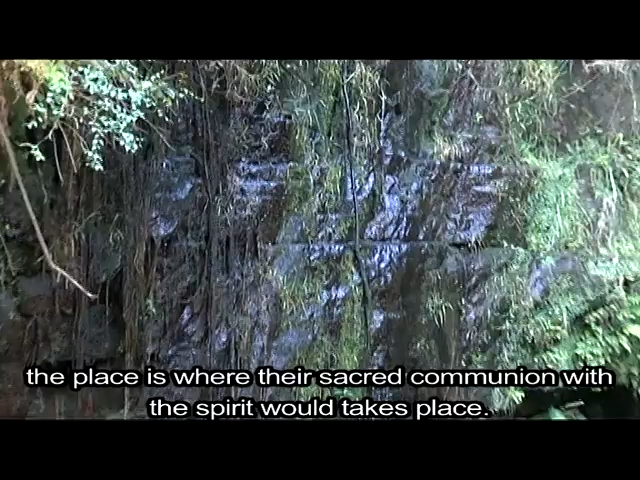 the place is where their sacred communion with
the spirit would takes place.